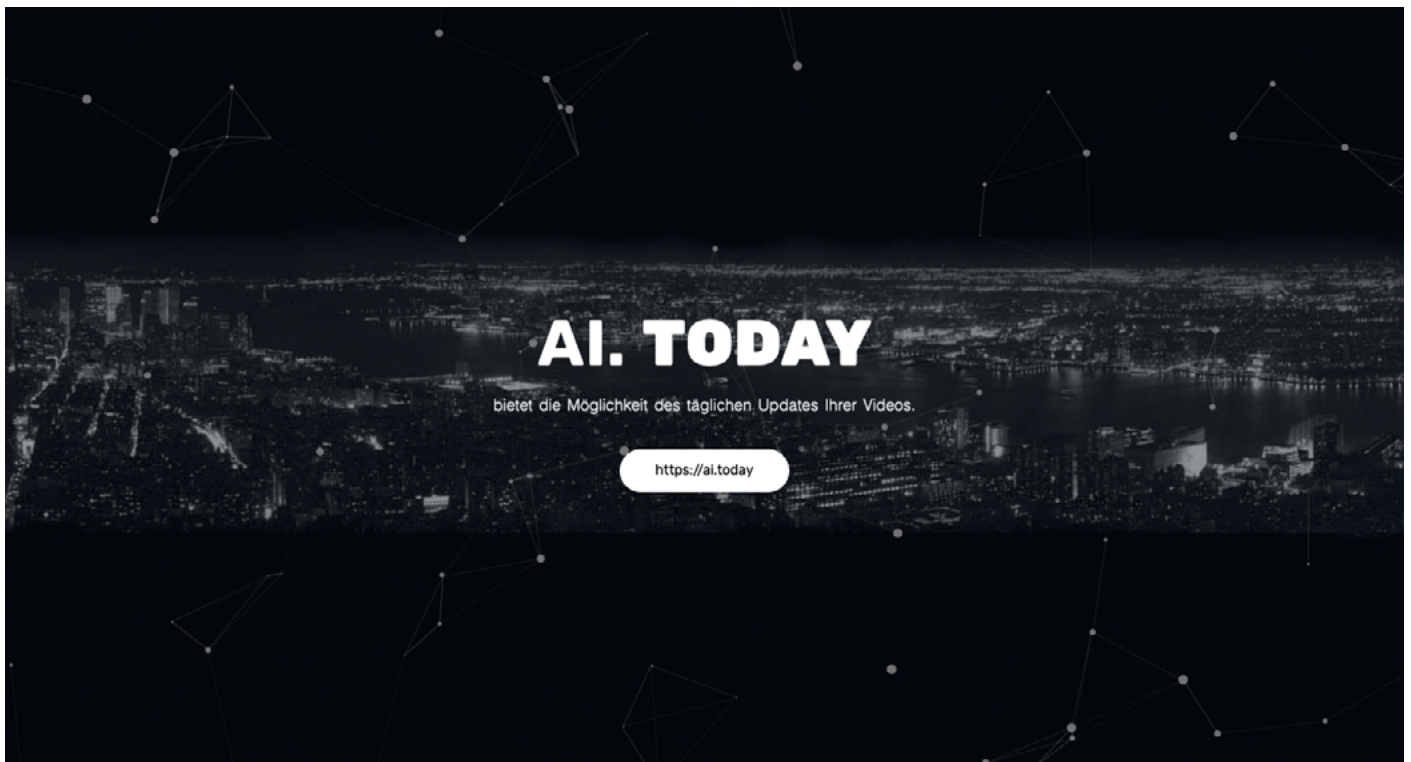 AI. TODAY
bietet die Möglichkeit des täglichen Updates Ihrer Videos.
https://ai.today